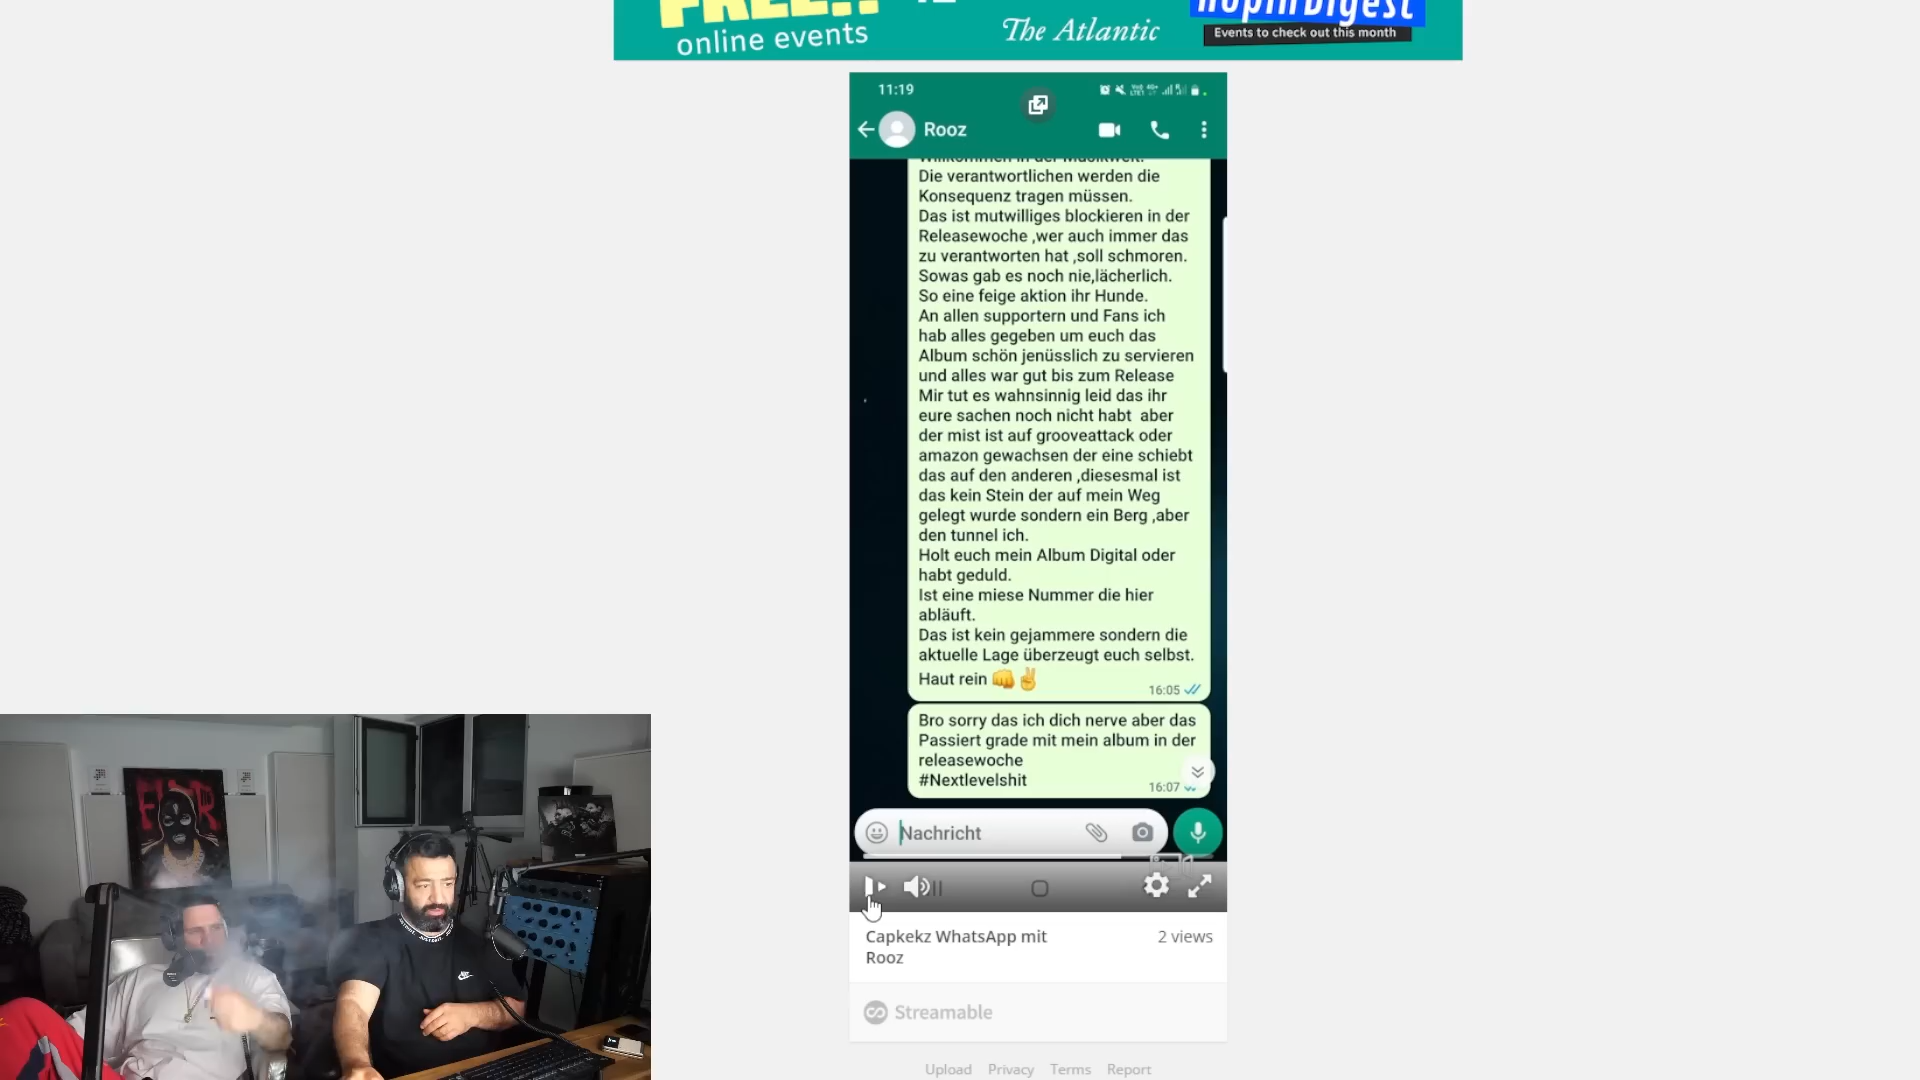 FREE!!
online events
The Atlantic
HopinDigest
Events to check out this month
11:19
Rooz
Willkommen in der Musikwelt.
Die verantwortlichen werden die
Konsequenz tragen müssen.
Das ist mutwilliges blockieren in der
Releasewoche ,wer auch immer das
zu verantworten hat ,soll schmoren.
Sowas gab es noch nie,lächerlich.
So eine feige aktion ihr Hunde.
An allen supportern und Fans ich
hab alles gegeben um euch das
Album schön jenüsslich zu servieren
und alles war gut bis zum Release
Mir tut es wahnsinnig leid das ihr
eure sachen noch nicht habt aber
der mist ist auf grooveattack oder
amazon gewachsen der eine schiebt
das auf den anderen ,diesesmal ist
das kein Stein der auf mein Weg
gelegt wurde sondern ein Berg ,aber
den tunnel ich.
Holt euch mein Album Digital oder
habt geduld.
Ist eine miese Nummer die hier
abläuft.
Das ist kein gejammere sondern die
aktuelle Lage überzeugt euch selbst.
Haut rein 👊✌
16:05
Bro sorry das ich dich nerve aber das
Passiert grade mit mein album in der
releasewoche
#Nextlevelshit
16:07
Nachricht
Capkekz WhatsApp mit
Rooz
2 views
Streamable
Upload Privacy Terms Report